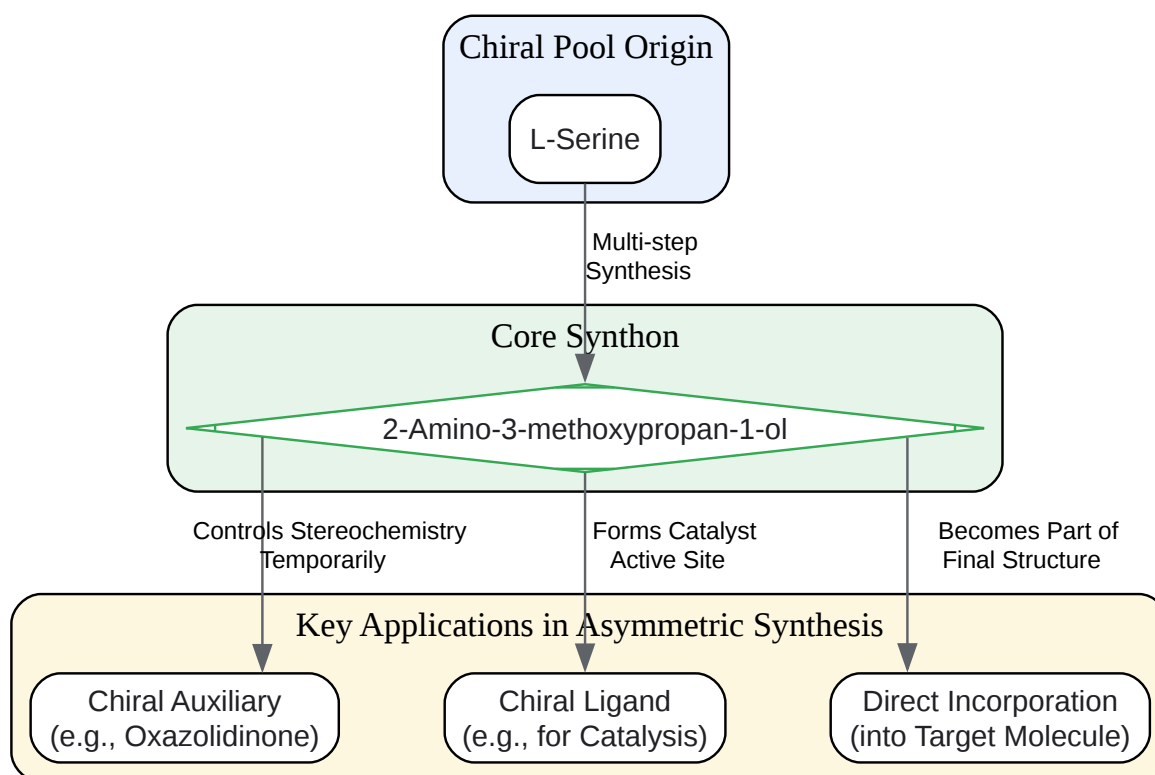 Chiral Pool Origin
L-Serine
Multi-step
Synthesis
Core Synthon
2-Amino-3-methoxypropan-1-ol
Controls Stereochemistry
Temporarily
Forms Catalyst
Active Site
Becomes Part of
Final Structure
Key Applications in Asymmetric Synthesis
Chiral Auxiliary
(e.g., Oxazolidinone)
Chiral Ligand
(e.g., for Catalysis)
Direct Incorporation
(into Target Molecule)